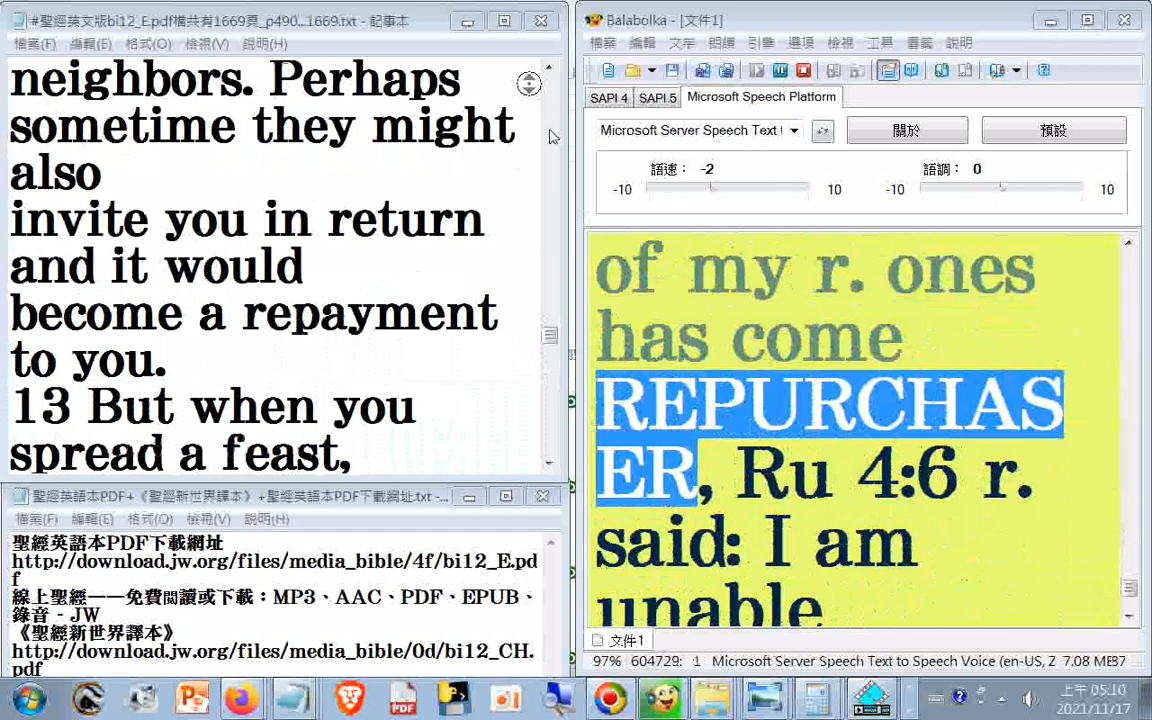 #聖經英文版bi12_E.pdf檔共有1669頁_p490...1669.txt - 記事本
檔案(F) 編輯(E) 格式(O) 檢視(V) 說明(H)
neighbors. Perhaps
sometime they might
also
invite you in return
and it would
become a repayment
to you.
13 But when you
spread a feast,
聖經英語本PDF+《聖經新世界譯本》+聖經英語本PDF下載網址.txt - ...
檔案(F) 編輯(E) 格式(O) 檢視(V) 說明(H)
聖經英語本PDF下載網址
http://download.jw.org/files/media_bible/4f/bi12_E.pd
f
線上聖經──免費閱讀或下載：MP3、AAC、PDF、EPUB、
錄音 - JW
《聖經新世界譯本》
http://download.jw.org/files/media_bible/0d/bi12_CH.
pdf
Balabolka - [文件1]
檔案 編輯 文字 朗讀 引擎 選項 檢視 工具 書籤 說明
SAPI 4 SAPI 5 Microsoft Speech Platform
Microsoft Server Speech Text 關於 預設
語速： -2 語調： 0
-10 10 -10 10
of my r. ones
has come
REPURCHAS
ER, Ru 4:6 r.
said: I am
unable
文件1
97% 604729: 1 Microsoft Server Speech Text to Speech Voice (en-US, Z 7.08 MB
上午 05:10
2021/11/17